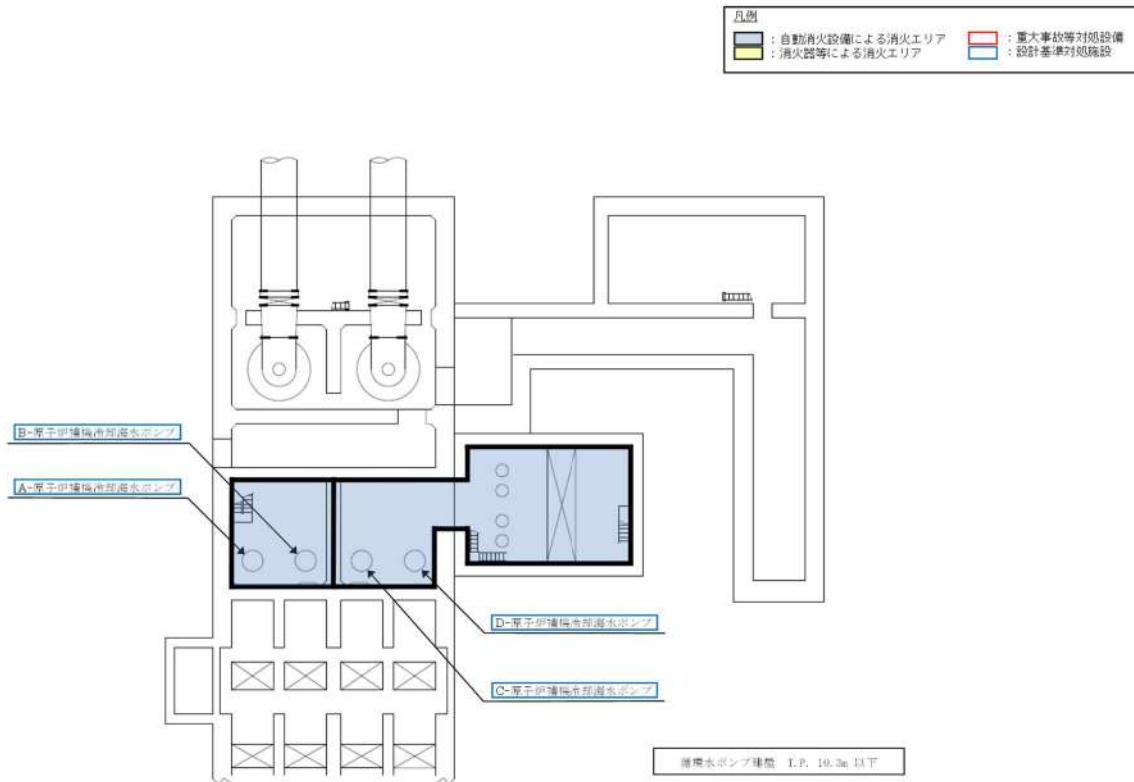 凡例
：自動消火設備による消火エリア
：消火器等による消火エリア
：重大事故等対処設備
：設計基準対処施設
B-原子炉補機冷却海水ポンプ
A-原子炉補機冷却海水ポンプ
D-原子炉補機冷却海水ポンプ
C-原子炉補機冷却海水ポンプ
循環水ポンプ建屋 T.P. 10.3m 以下